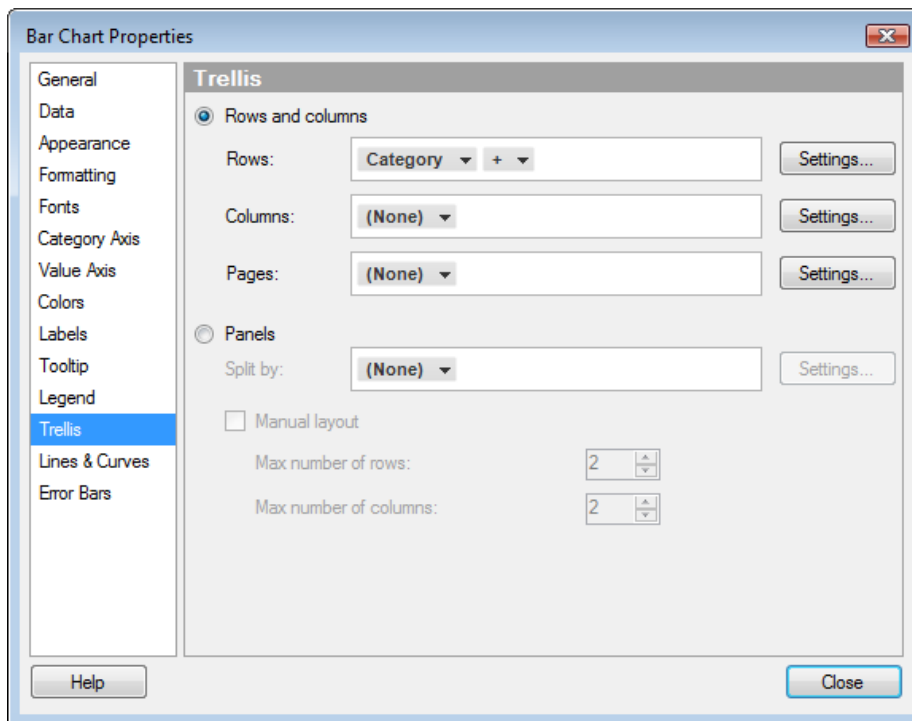 Bar Chart Properties
General
Data
Appearance
Formatting
Fonts
Category Axis
Value Axis
Colors
Labels
Tooltip
Legend
Trellis
Lines & Curves
Error Bars
Trellis
Rows and columns
Rows: Category + Settings...
Columns: (None) Settings...
Pages: (None) Settings...
Panels
Split by: (None) Settings...
Manual layout
Max number of rows: 2
Max number of columns: 2
Help Close